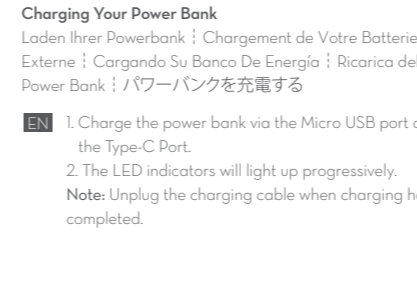 Charging Your Power Bank
Laden Ihrer Powerbank ¦ Chargement de Votre Batterie
Externe ¦ Cargando Su Banco De Energía ¦ Ricarica del
Power Bank ¦ パワーバンクを充電する
EN 1. Charge the power bank via the Micro USB port
the Type-C Port.
2. The LED indicators will light up progressively.
Note: Unplug the charging cable when charging
completed.